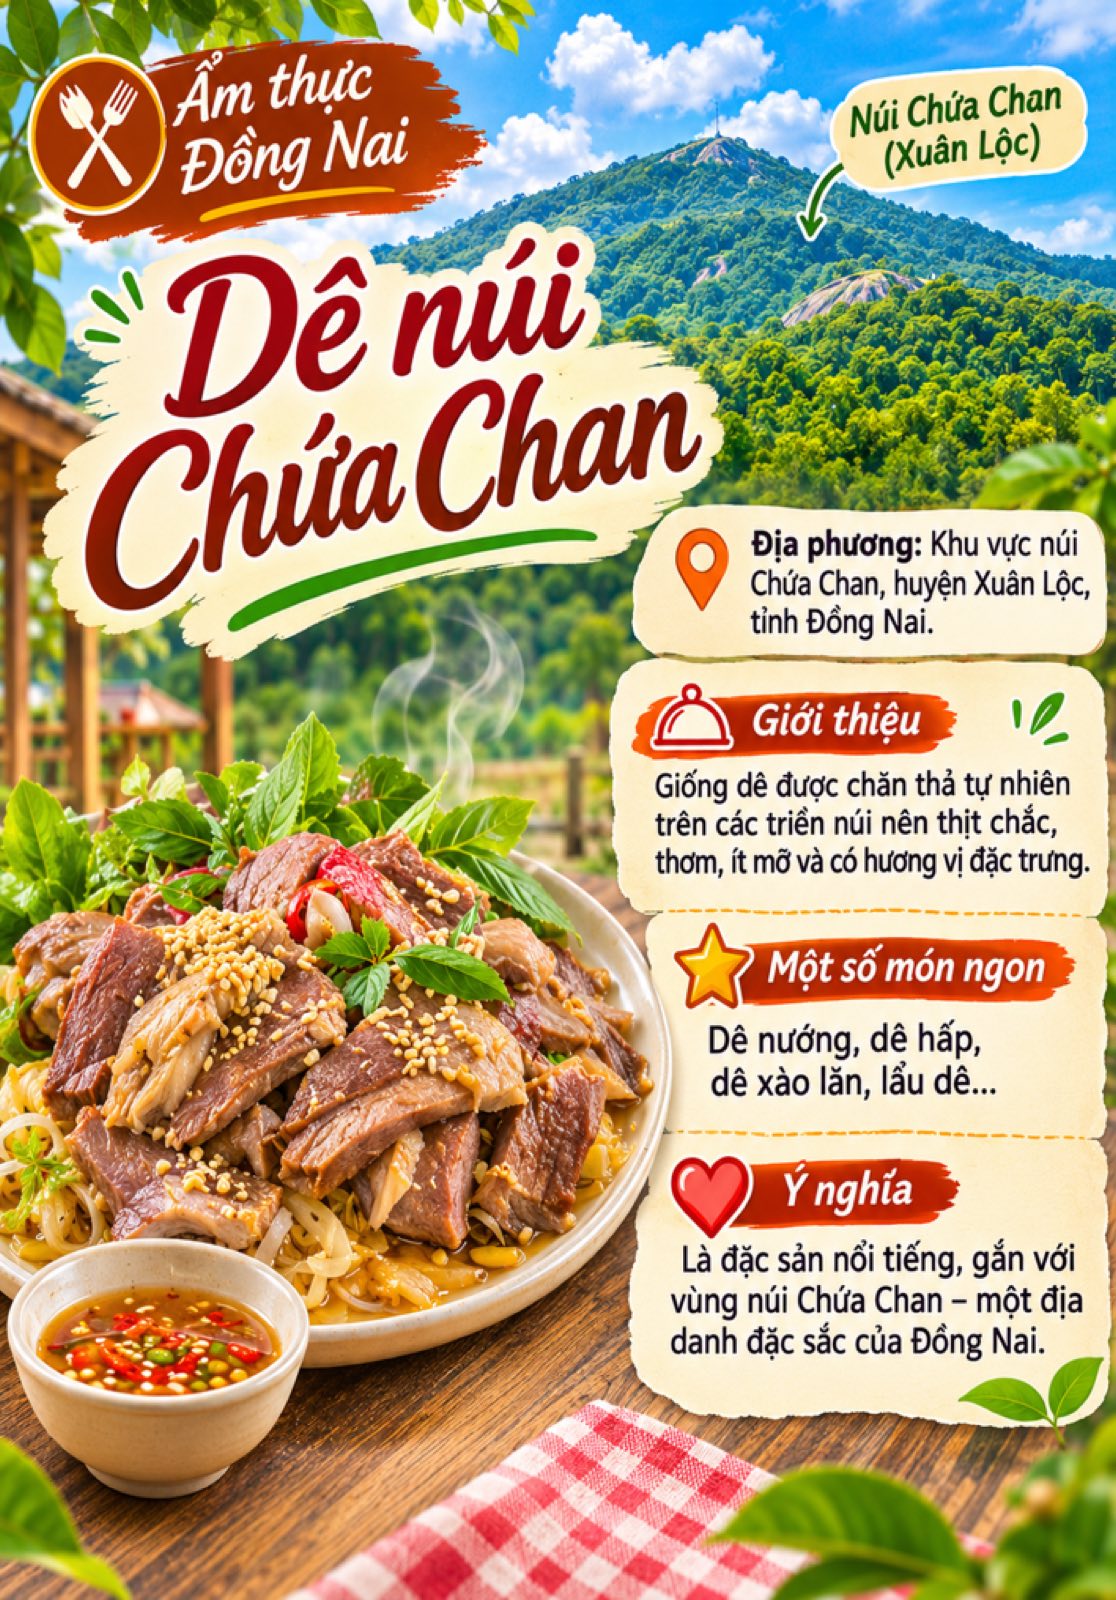 Ẩm thực
Đồng Nai
Núi Chứa Chan
(Xuân Lộc)
Dê núi
Chứa Chan
Địa phương: Khu vực núi
Chứa Chan, huyện Xuân Lộc,
tỉnh Đồng Nai.
Giới thiệu
Giống dê được chăn thả tự nhiên
trên các triền núi nên thịt chắc,
thơm, ít mỡ và có hương vị đặc trưng.
Một số món ngon
Dê nướng, dê hấp,
dê xào lăn, lẩu dê...
Ý nghĩa
Là đặc sản nổi tiếng, gắn với
vùng núi Chứa Chan – một địa
danh đặc sắc của Đồng Nai.